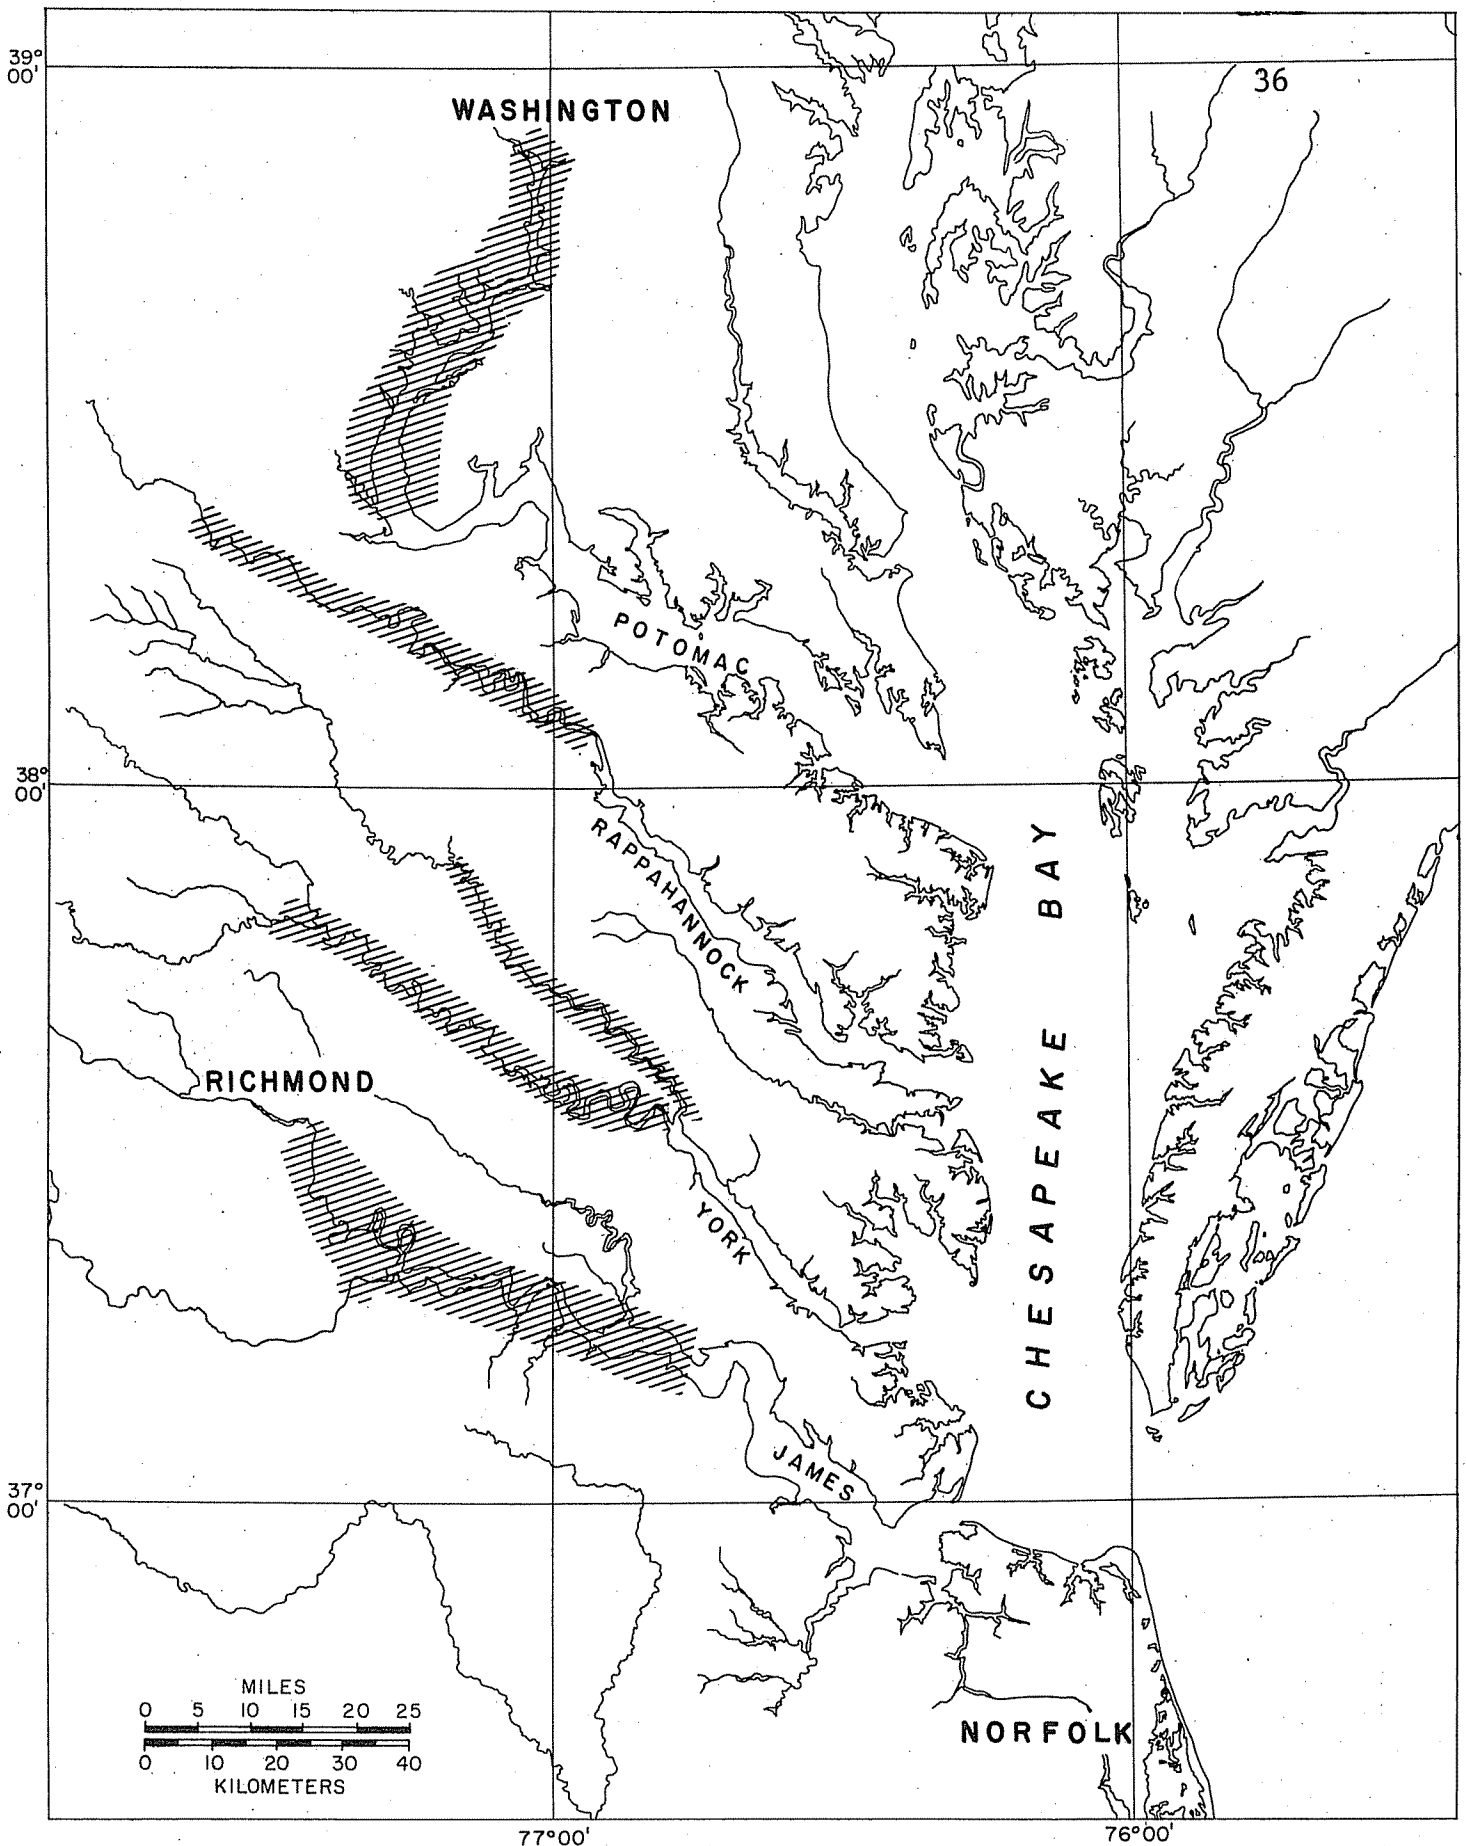 39°
00'
36
WASHINGTON
POTOMAC
38°
00'
RAPPAHANNOCK
CHESAPEAKE BAY
RICHMOND
YORK
JAMES
37°
00'
MILES
0 5 10 15 20 25
0 10 20 30 40
KILOMETERS
NORFOLK
77°00'
76°00'